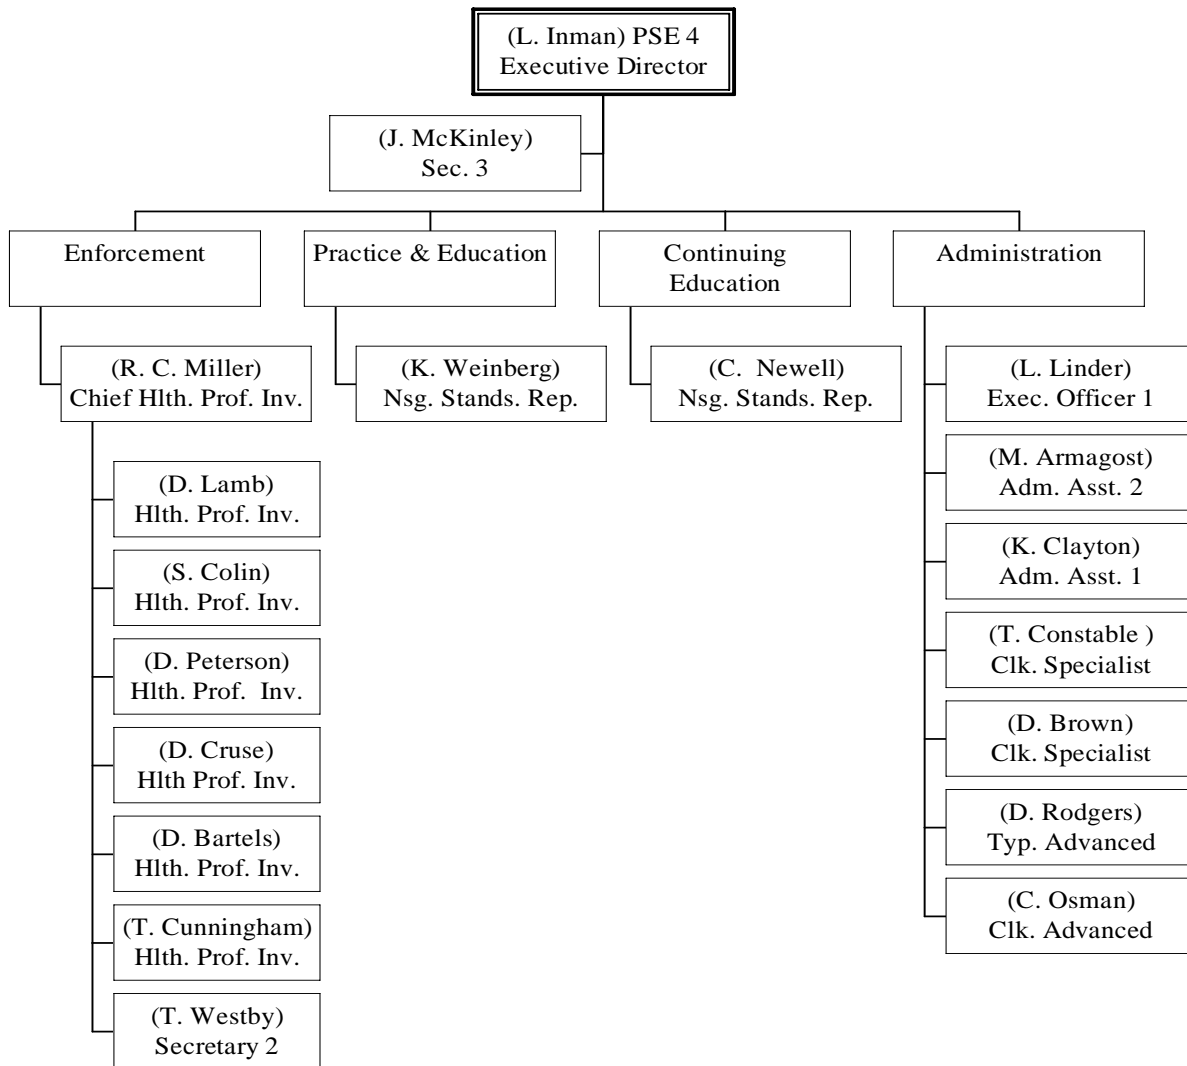 (L. Inman) PSE 4
Executive Director
(J. McKinley)
Sec. 3
Enforcement
Practice & Education
Continuing
Education
Administration
(R. C. Miller)
Chief Hlth. Prof. Inv.
(K. Weinberg)
Nsg. Stands. Rep.
(C.  Newell)
Nsg. Stands. Rep.
(L. Linder)
Exec. Officer 1
(D. Lamb)
Hlth. Prof. Inv.
(S. Colin)
Hlth. Prof. Inv.
(D. Peterson)
Hlth. Prof.  Inv.
(D. Cruse)
Hlth Prof. Inv.
(D. Bartels)
Hlth. Prof. Inv.
(T. Cunningham)
Hlth. Prof. Inv.
(T. Westby)
Secretary 2
(M. Armagost)
Adm. Asst. 2
(K. Clayton)
Adm. Asst. 1
(T. Constable )
Clk. Specialist
(D. Brown)
Clk. Specialist
(D. Rodgers)
Typ. Advanced
(C. Osman)
Clk. Advanced